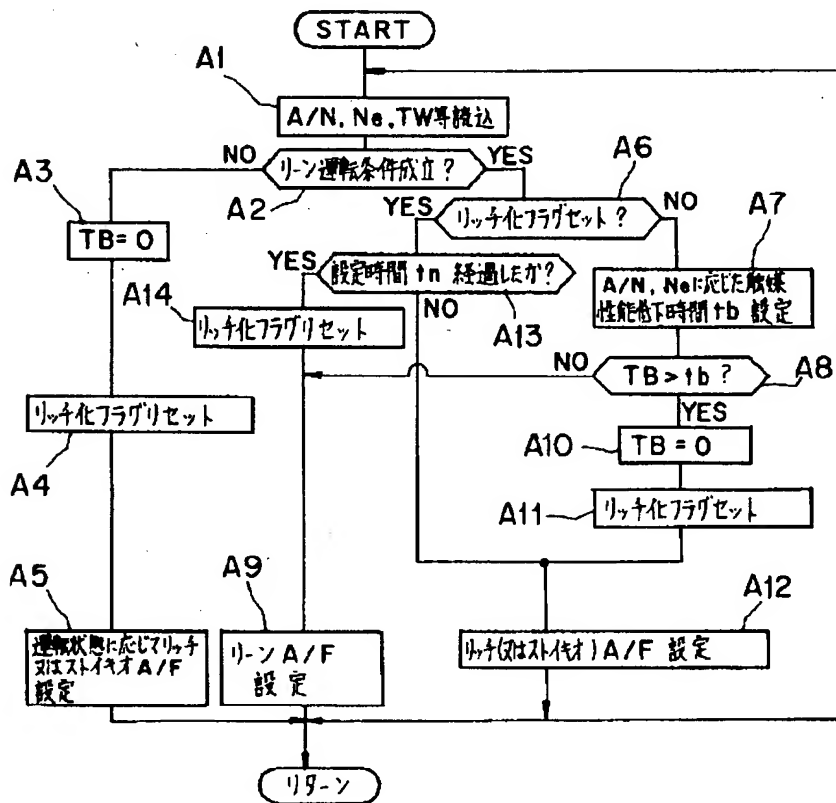 START
A1
A/N, Ne, TW等読込
NO
リーン運転条件成立?
YES
A2
A3
TB=0
A6
YES
リッチ化フラグセット?
NO
A7
YES
設定時間 tn 経過したか?
NO
A13
A/N, Neに応じた触媒
性能低下時間tb 設定
A14
リッチ化フラグリセット
NO
TB>tb?
A8
YES
A10
TB=0
リッチ化フラグリセット
A4
A11
リッチ化フラグセット
A5
運転状態に応じてリッチ
又はストイキオA/F
設定
A9
リーンA/F
設定
A12
リッチ(又はストイキオ)A/F 設定
リターン